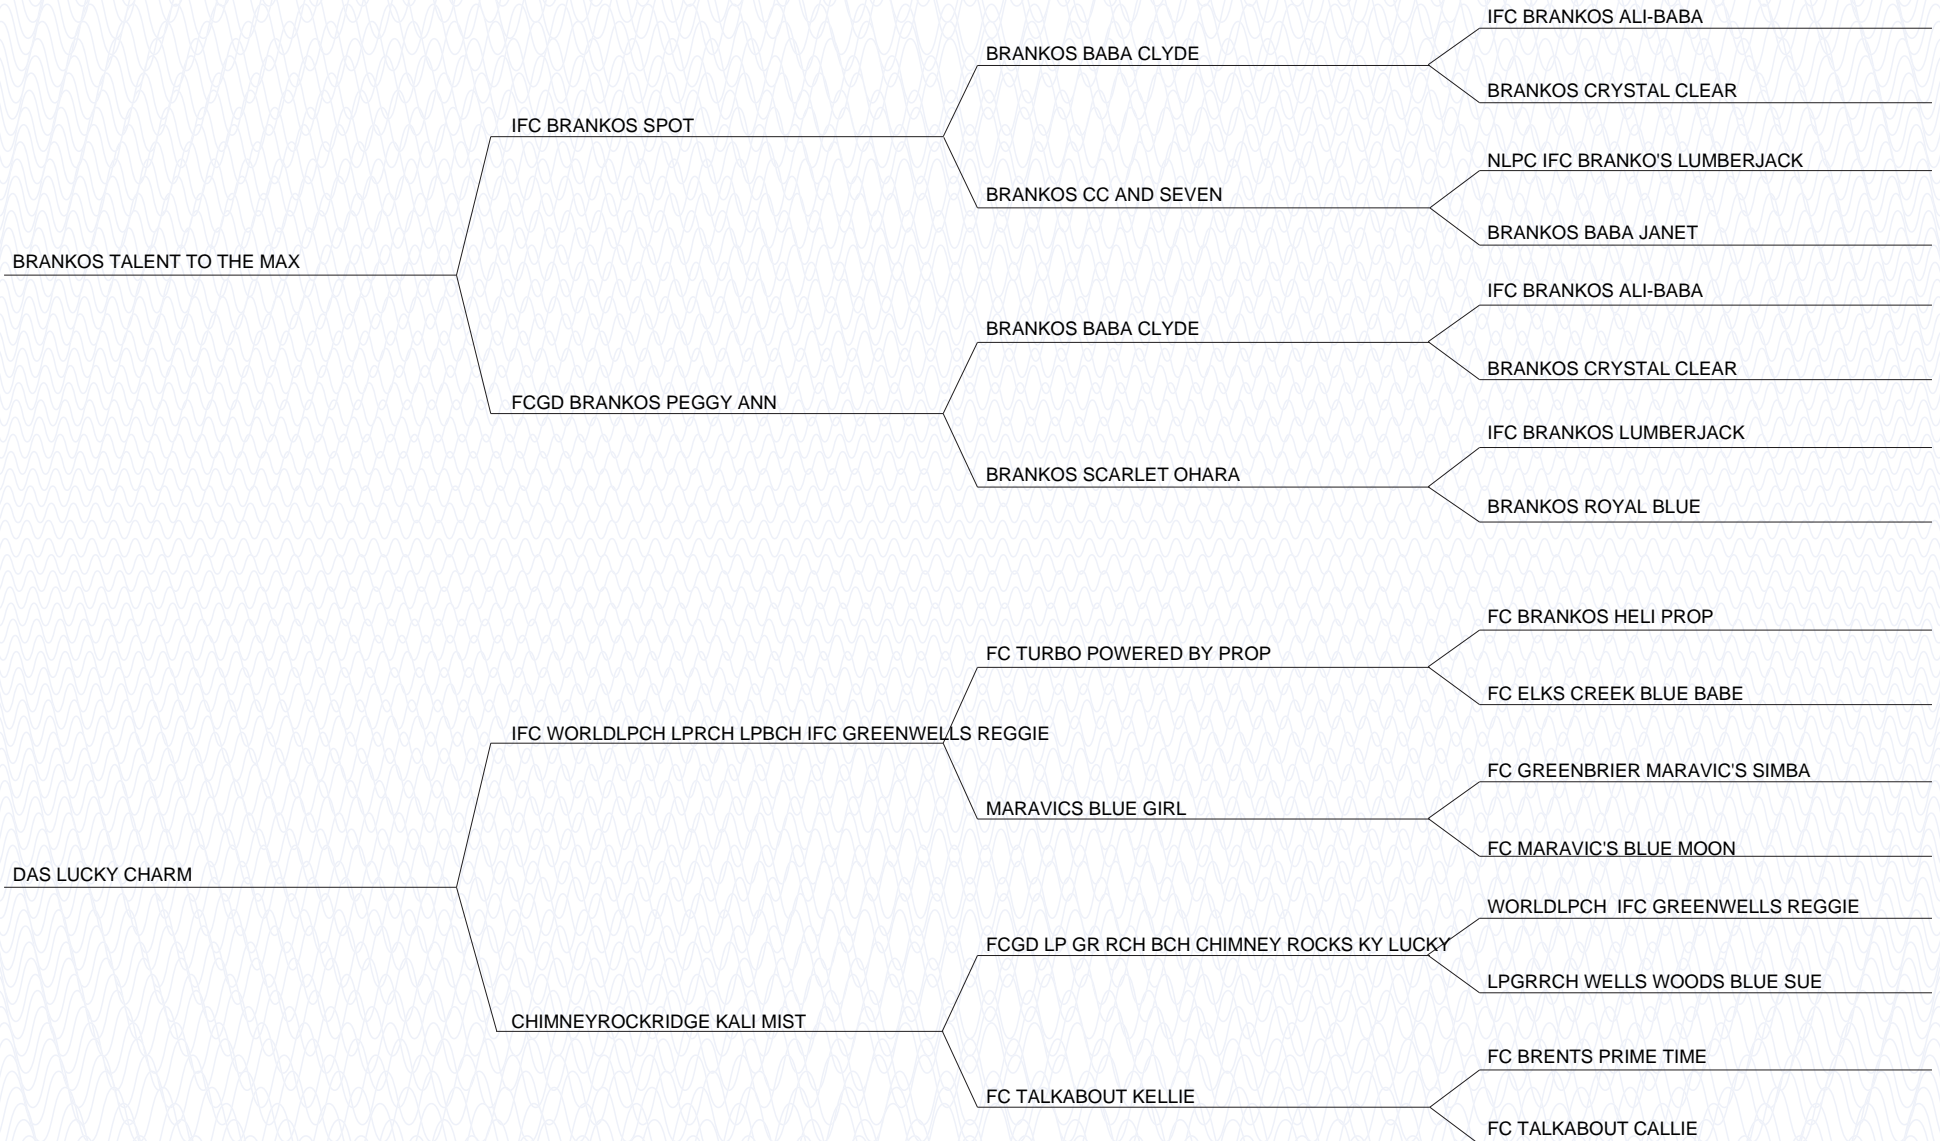 IFC BRANKOS ALI-BABA
BRANKOS BABA CLYDE
BRANKOS CRYSTAL CLEAR
IFC BRANKOS SPOT
NLPC IFC BRANKO'S LUMBERJACK
BRANKOS CC AND SEVEN
BRANKOS BABA JANET
BRANKOS TALENT TO THE MAX
IFC BRANKOS ALI-BABA
BRANKOS BABA CLYDE
BRANKOS CRYSTAL CLEAR
FCGD BRANKOS PEGGY ANN
IFC BRANKOS LUMBERJACK
BRANKOS SCARLET OHARA
BRANKOS ROYAL BLUE
FC BRANKOS HELI PROP
FC TURBO POWERED BY PROP
FC ELKS CREEK BLUE BABE
IFC WORLDLPCH LPRCH LPBCH IFC GREENWELLS REGGIE
FC GREENBRIER MARAVIC'S SIMBA
MARAVICS BLUE GIRL
FC MARAVIC'S BLUE MOON
DAS LUCKY CHARM
WORLDLPCH  IFC GREENWELLS REGGIE
FCGD LP GR RCH BCH CHIMNEY ROCKS KY LUCKY
LPGRRCH WELLS WOODS BLUE SUE
CHIMNEYROCKRIDGE KALI MIST
FC BRENTS PRIME TIME
FC TALKABOUT KELLIE
FC TALKABOUT CALLIE